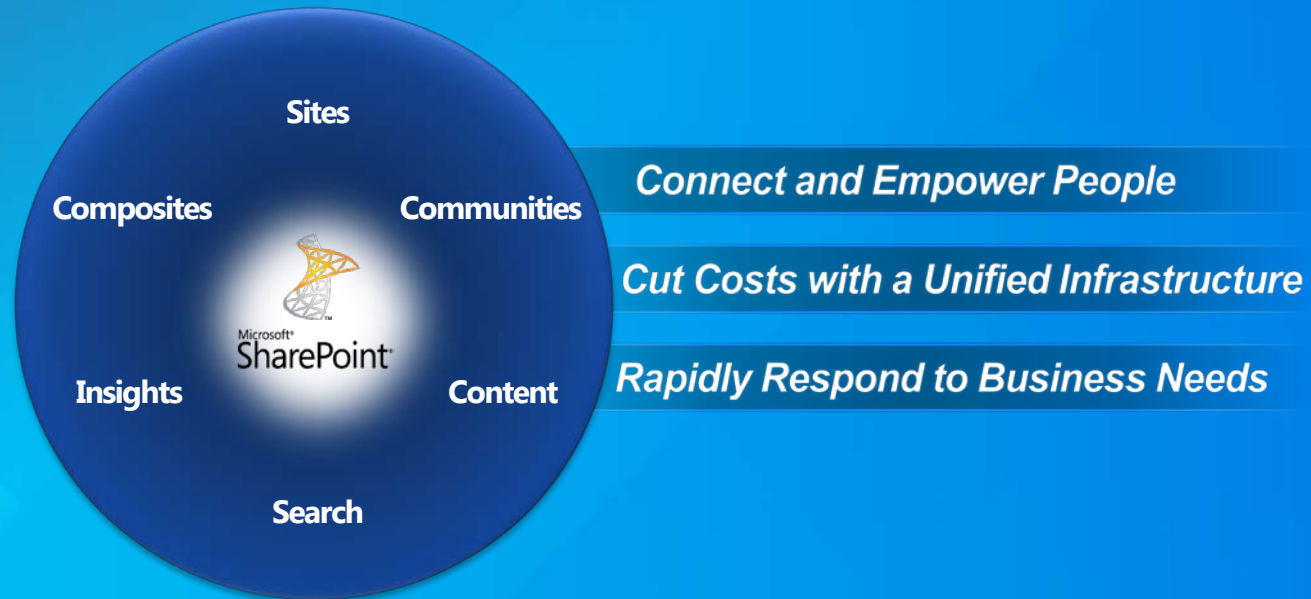 Sites
Composites
Communities
Microsoft®
SharePoint®
™
Insights
Content
Search
Connect and Empower People
Cut Costs with a Unified Infrastructure
Rapidly Respond to Business Needs